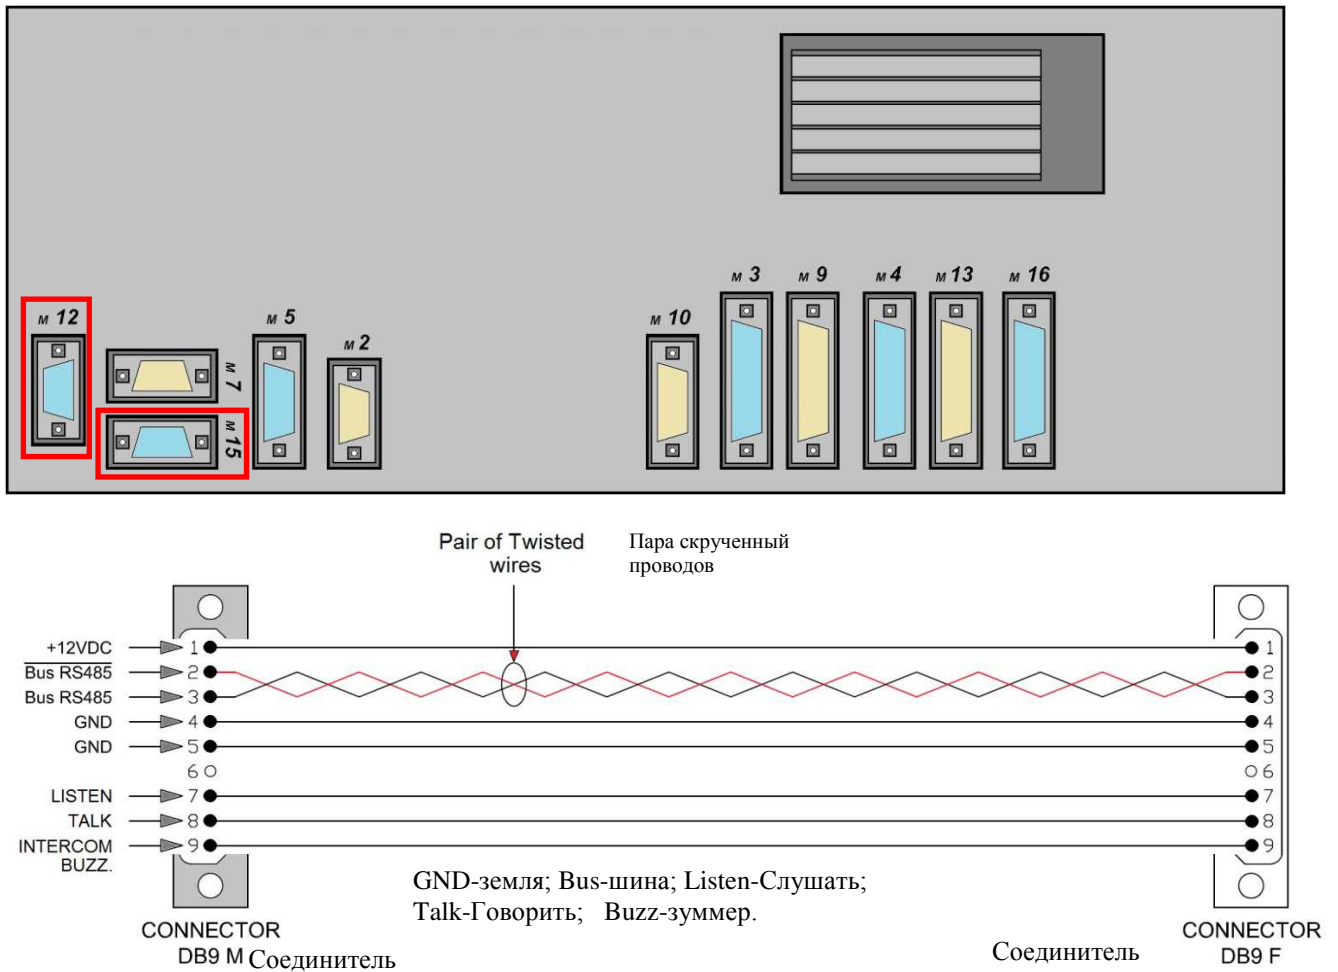 M 3 M 9 M 4 M 13 M 16
M 12 M 5 M 2 M 10
M 7
M 15
Pair of Twisted
wires
Пара скрученный
проводов
+12VDC 1 1
Bus RS485 2 2
Bus RS485 3 3
GND 4 4
GND 5 5
6 6
LISTEN 7 7
TALK 8 8
INTERCOM 9 9
BUZZ.
GND-земля; Bus-шина; Listen-Слушать;
Talk-Говорить; Buzz-зуммер.
CONNECTOR
DB9 M Соединитель
Соединитель
CONNECTOR
DB9 F